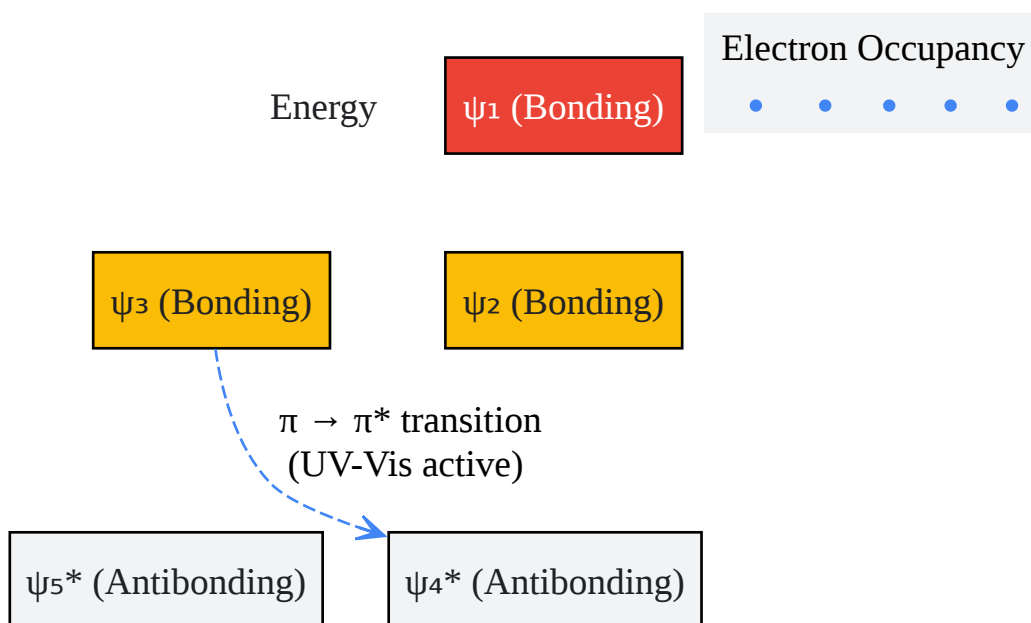 Electron Occupancy
Energy
ψ₁ (Bonding)
ψ₃ (Bonding)
ψ₂ (Bonding)
π → π* transition
(UV-Vis active)
ψ₅* (Antibonding)
ψ₄* (Antibonding)